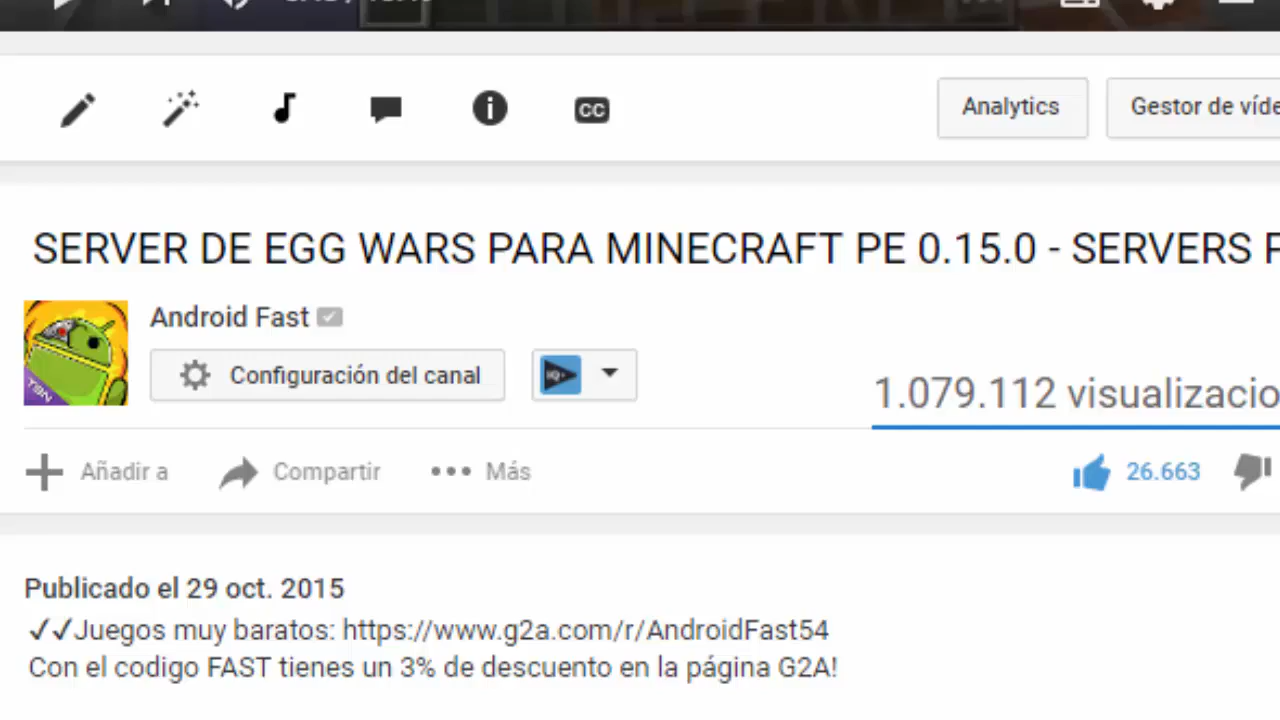 CC
Analytics
Gestor de víde
SERVER DE EGG WARS PARA MINECRAFT PE 0.15.0 - SERVERS P
Android Fast
TGN
Configuración del canal
1.079.112 visualizacio
Añadir a
Compartir
Más
26.663
Publicado el 29 oct. 2015
✓✓Juegos muy baratos: https://www.g2a.com/r/AndroidFast54
Con el codigo FAST tienes un 3% de descuento en la página G2A!